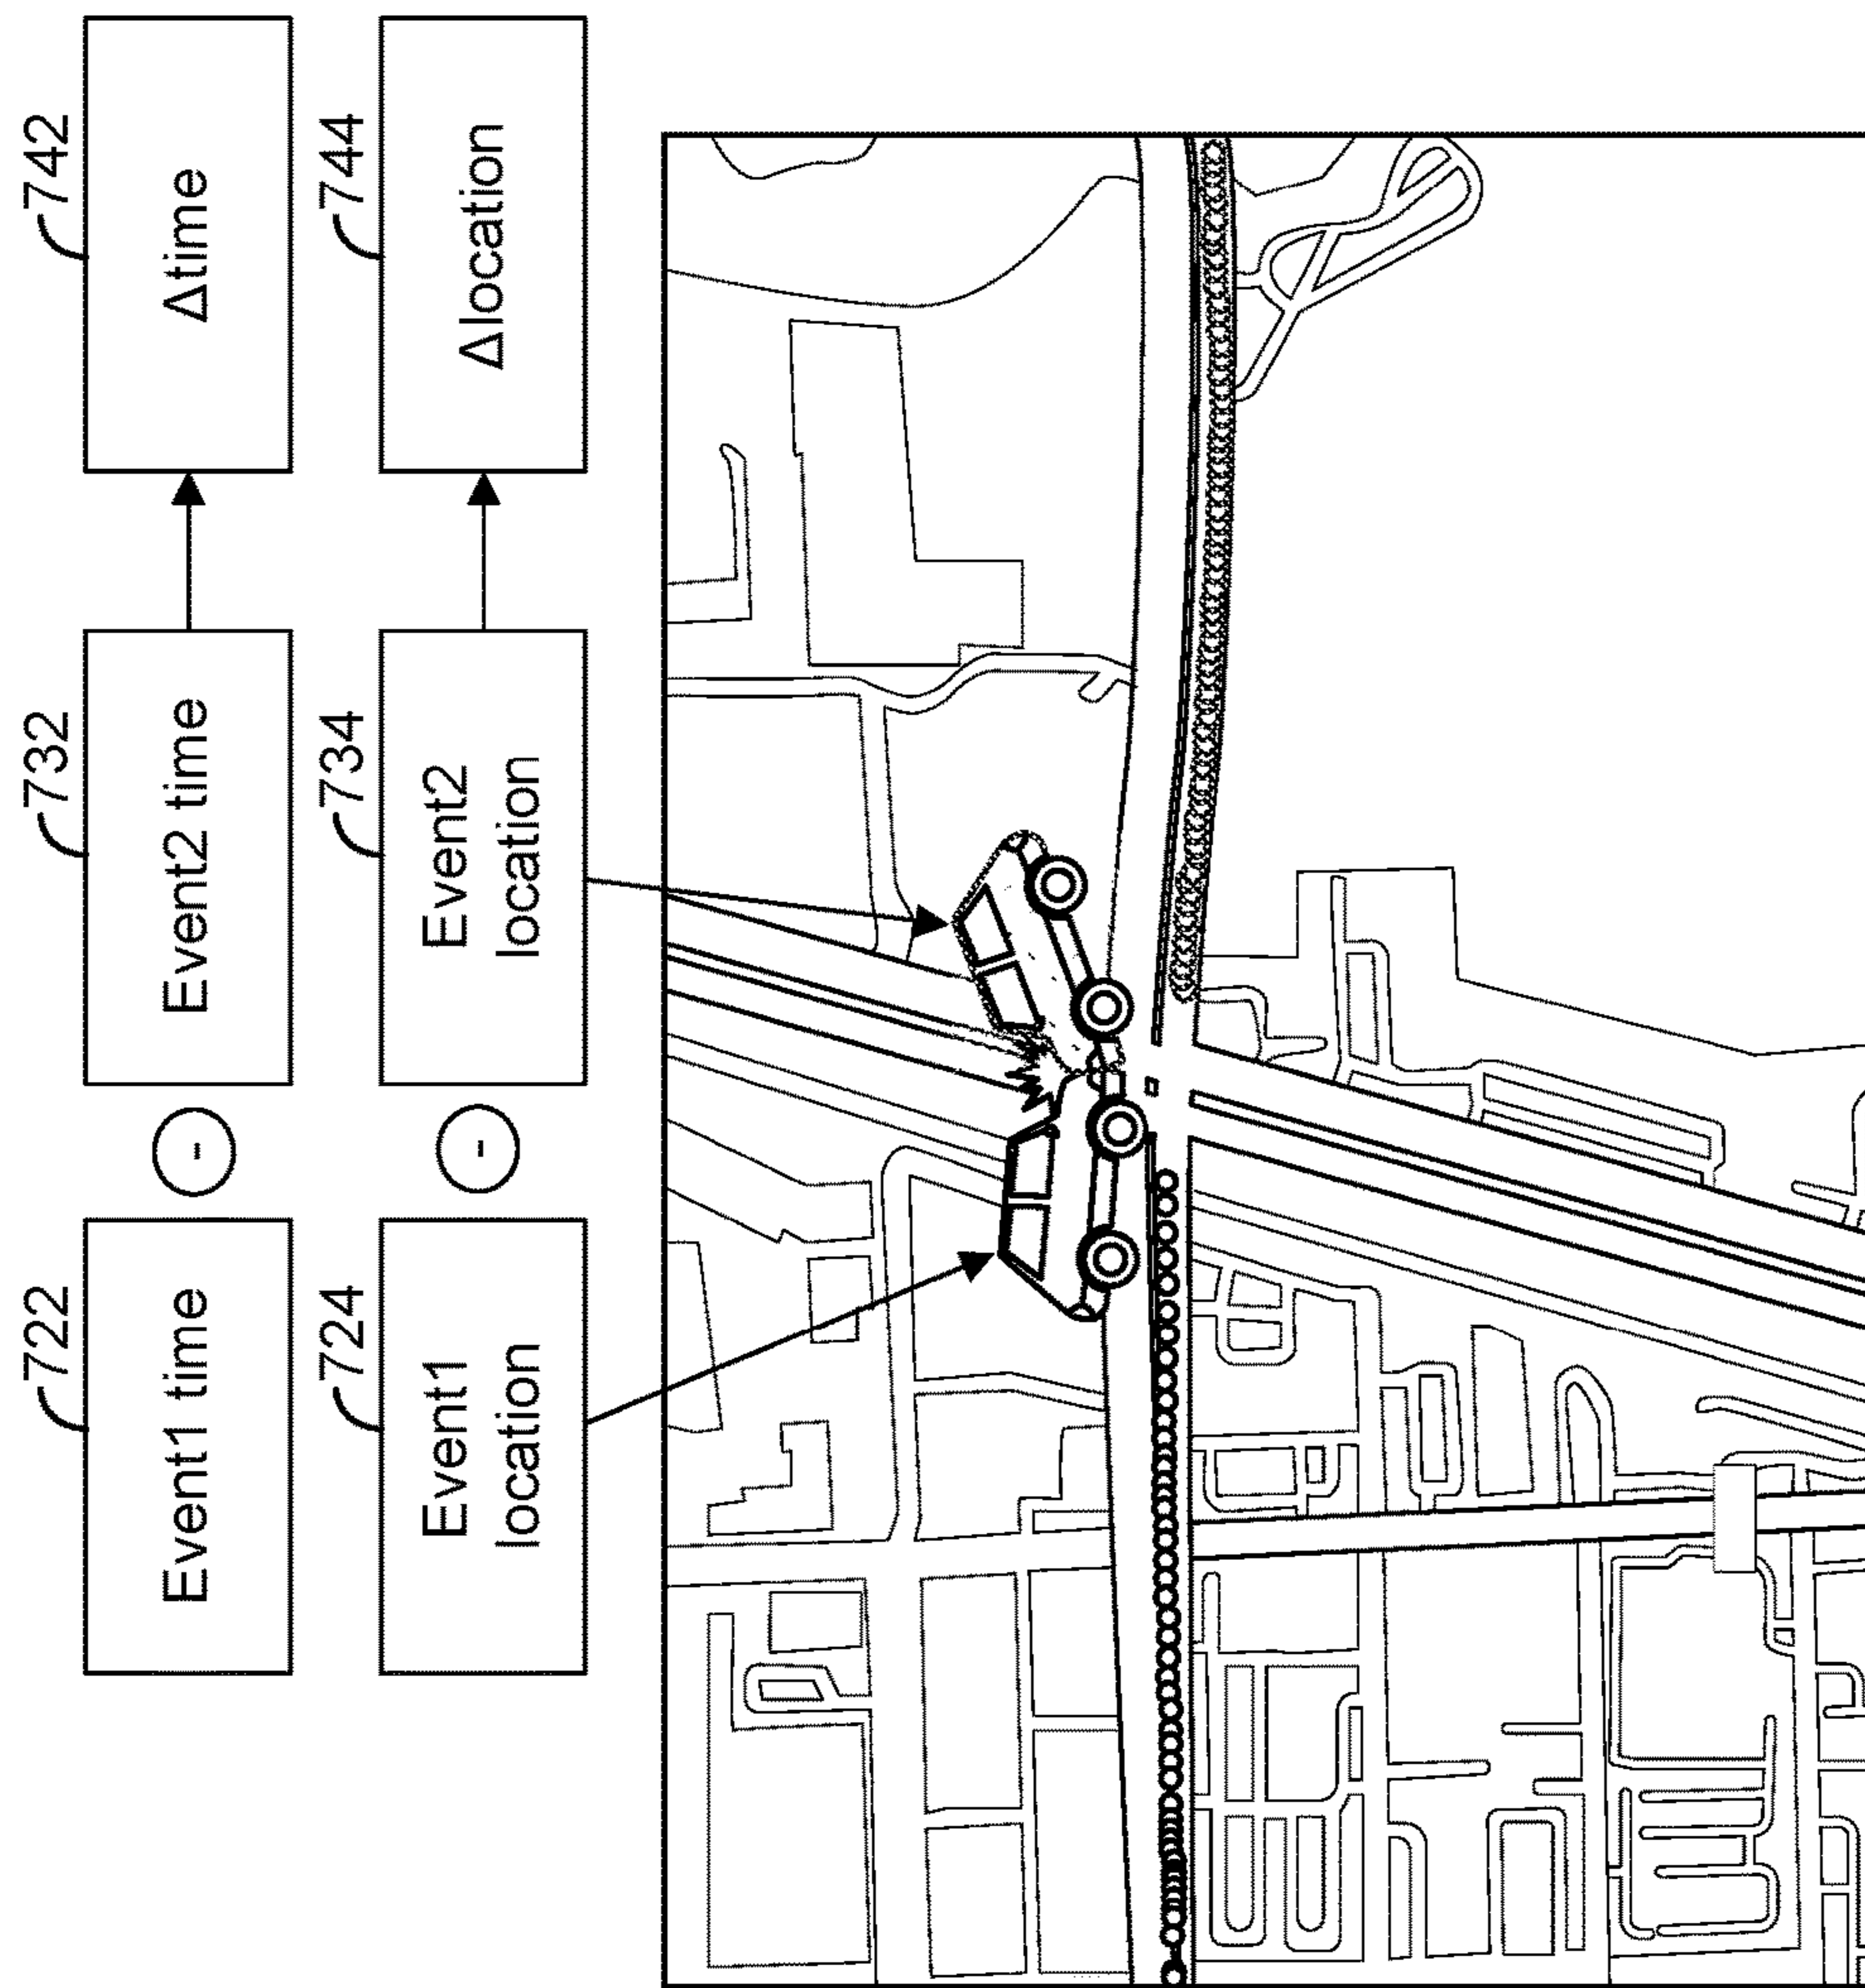 722
Event1 time
-
732
Event2 time
742
Δtime
724
Event1
location
-
734
Event2
location
744
Δlocation